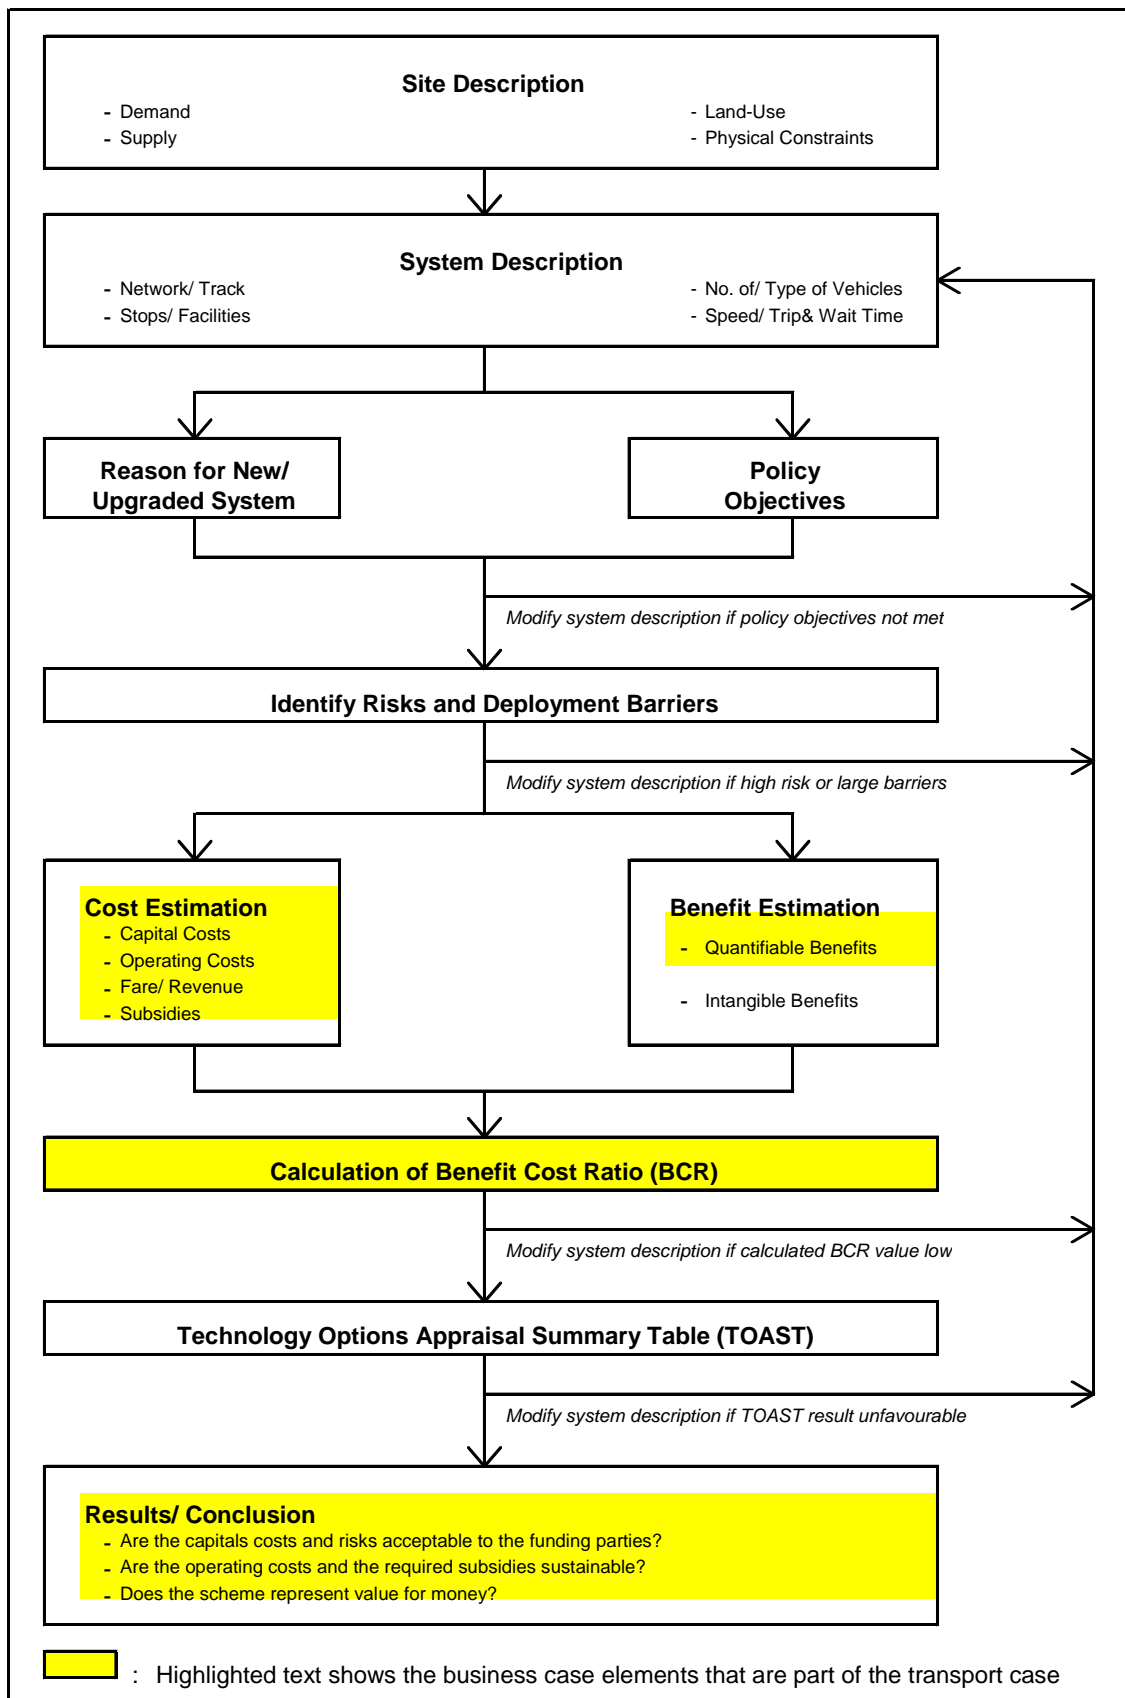 Site Description
- Demand
- Supply
- Land-Use
- Physical Constraints
System Description
- Network/ Track
- Stops/ Facilities
- No. of/ Type of Vehicles
- Speed/ Trip& Wait Time
Reason for New/
Upgraded System
Policy
Objectives
Modify system description if policy objectives not met
Identify Risks and Deployment Barriers
Modify system description if high risk or large barriers
Cost Estimation
- Capital Costs
- Operating Costs
- Fare/ Revenue
- Subsidies
Benefit Estimation
- Quantifiable Benefits
- Intangible Benefits
Calculation of Benefit Cost Ratio (BCR)
Modify system description if calculated BCR value low
Technology Options Appraisal Summary Table (TOAST)
Modify system description if TOAST result unfavourable
Results/ Conclusion
- Are the capitals costs and risks acceptable to the funding parties?
- Are the operating costs and the required subsidies sustainable?
- Does the scheme represent value for money?
: Highlighted text shows the business case elements that are part of the transport case